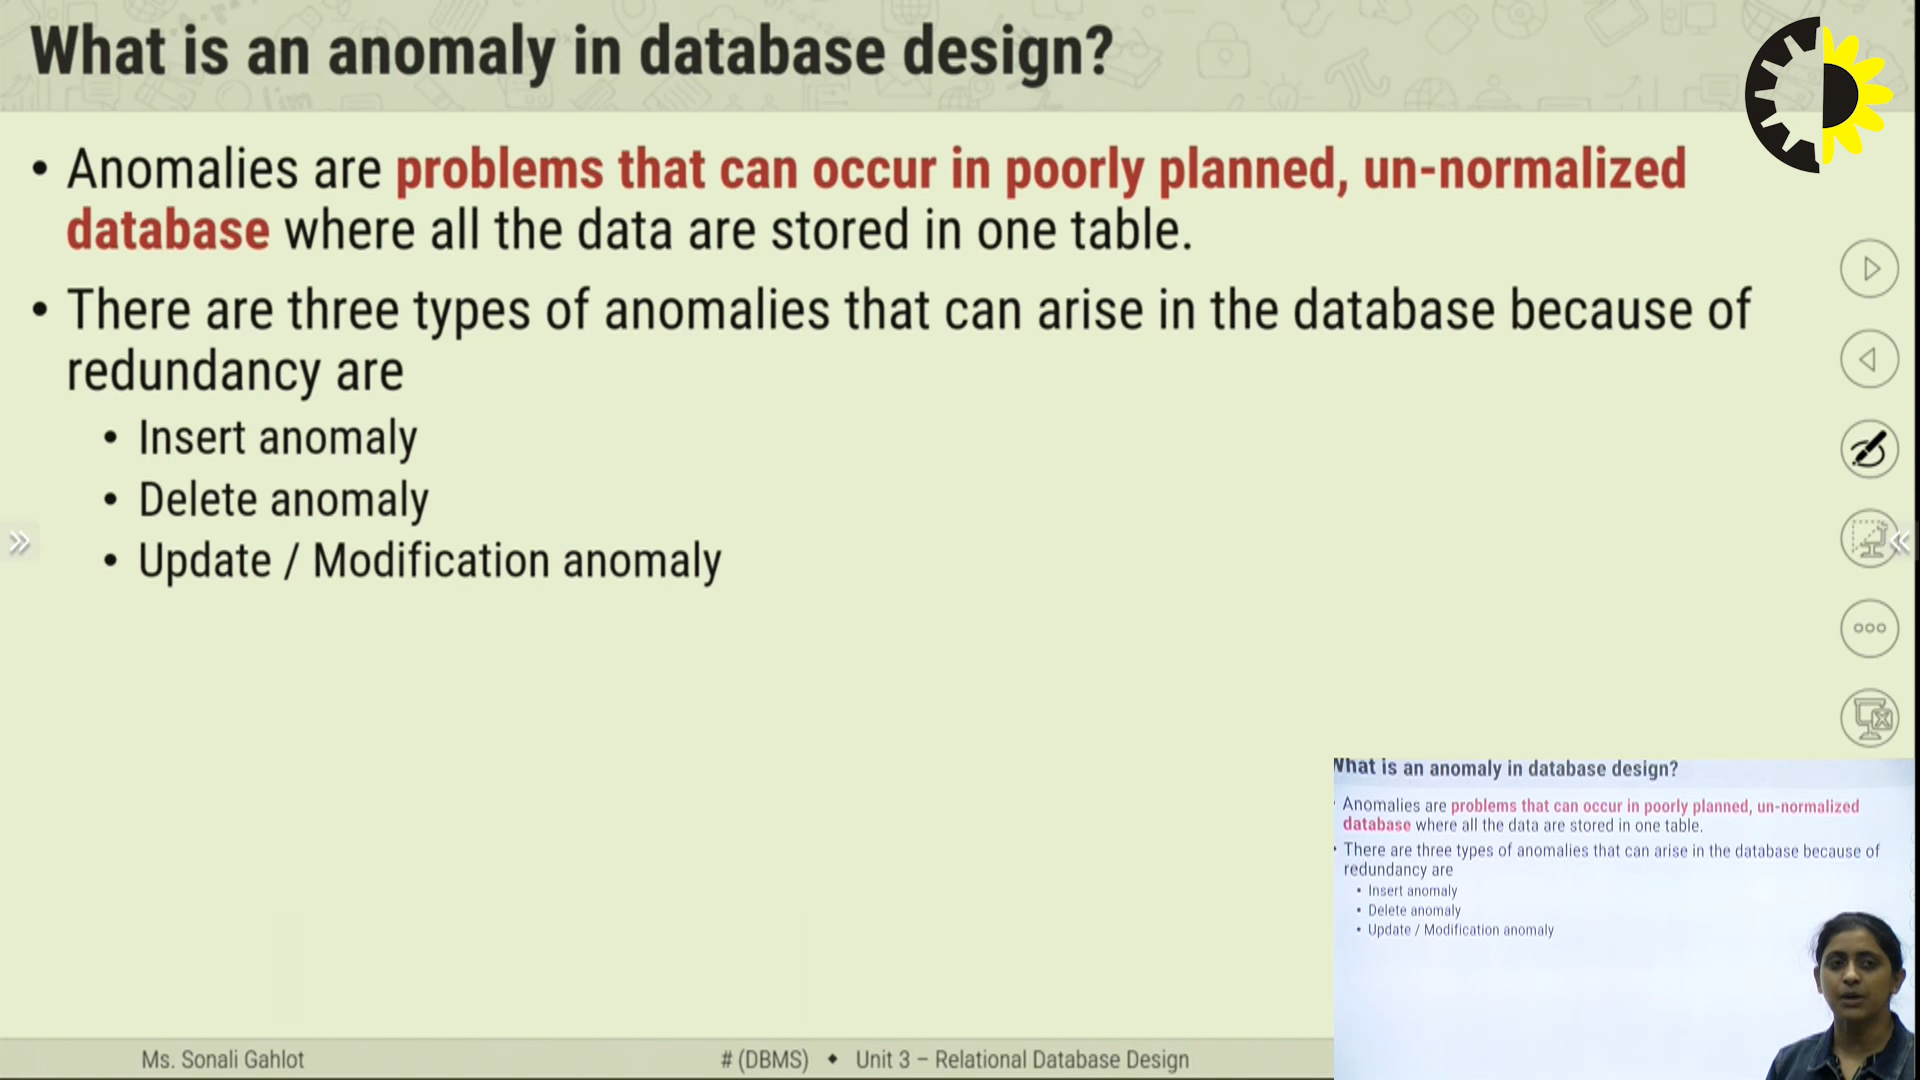 What is an anomaly in database design?
• Anomalies are problems that can occur in poorly planned, un-normalized
database where all the data are stored in one table.
• There are three types of anomalies that can arise in the database because of
redundancy are
• Insert anomaly
• Delete anomaly
• Update / Modification anomaly
What is an anomaly in database design?
Anomalies are problems that can occur in poorly planned, un-normalized
database where all the data are stored in one table.
• There are three types of anomalies that can arise in the database because of
redundancy are
• Insert anomaly
• Delete anomaly
• Update / Modification anomaly
Ms. Sonali Gahlot
# (DBMS) ◆ Unit 3 – Relational Database Design